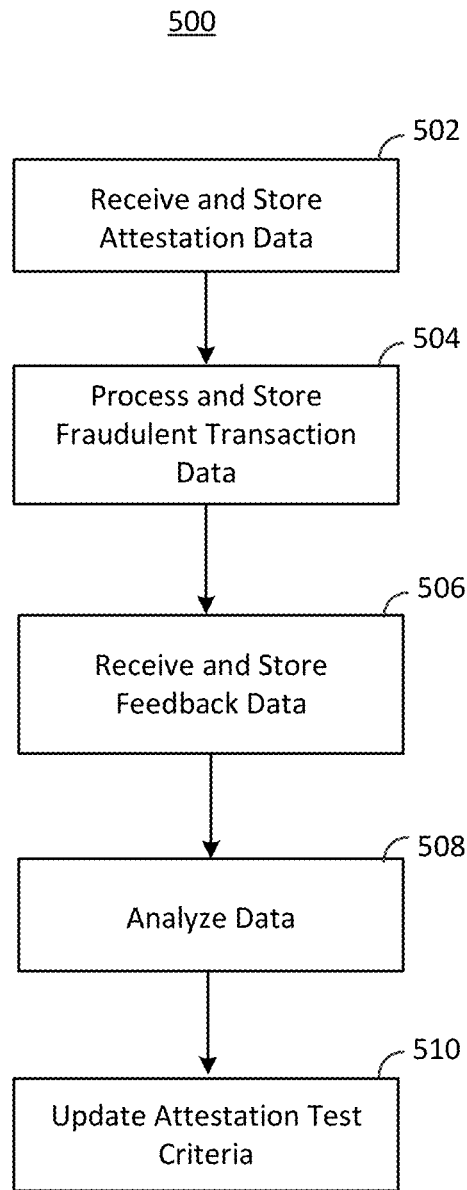 500
502
Receive and Store
Attestation Data
504
Process and Store
Fraudulent Transaction
Data
506
Receive and Store
Feedback Data
508
Analyze Data
510
Update Attestation Test
Criteria